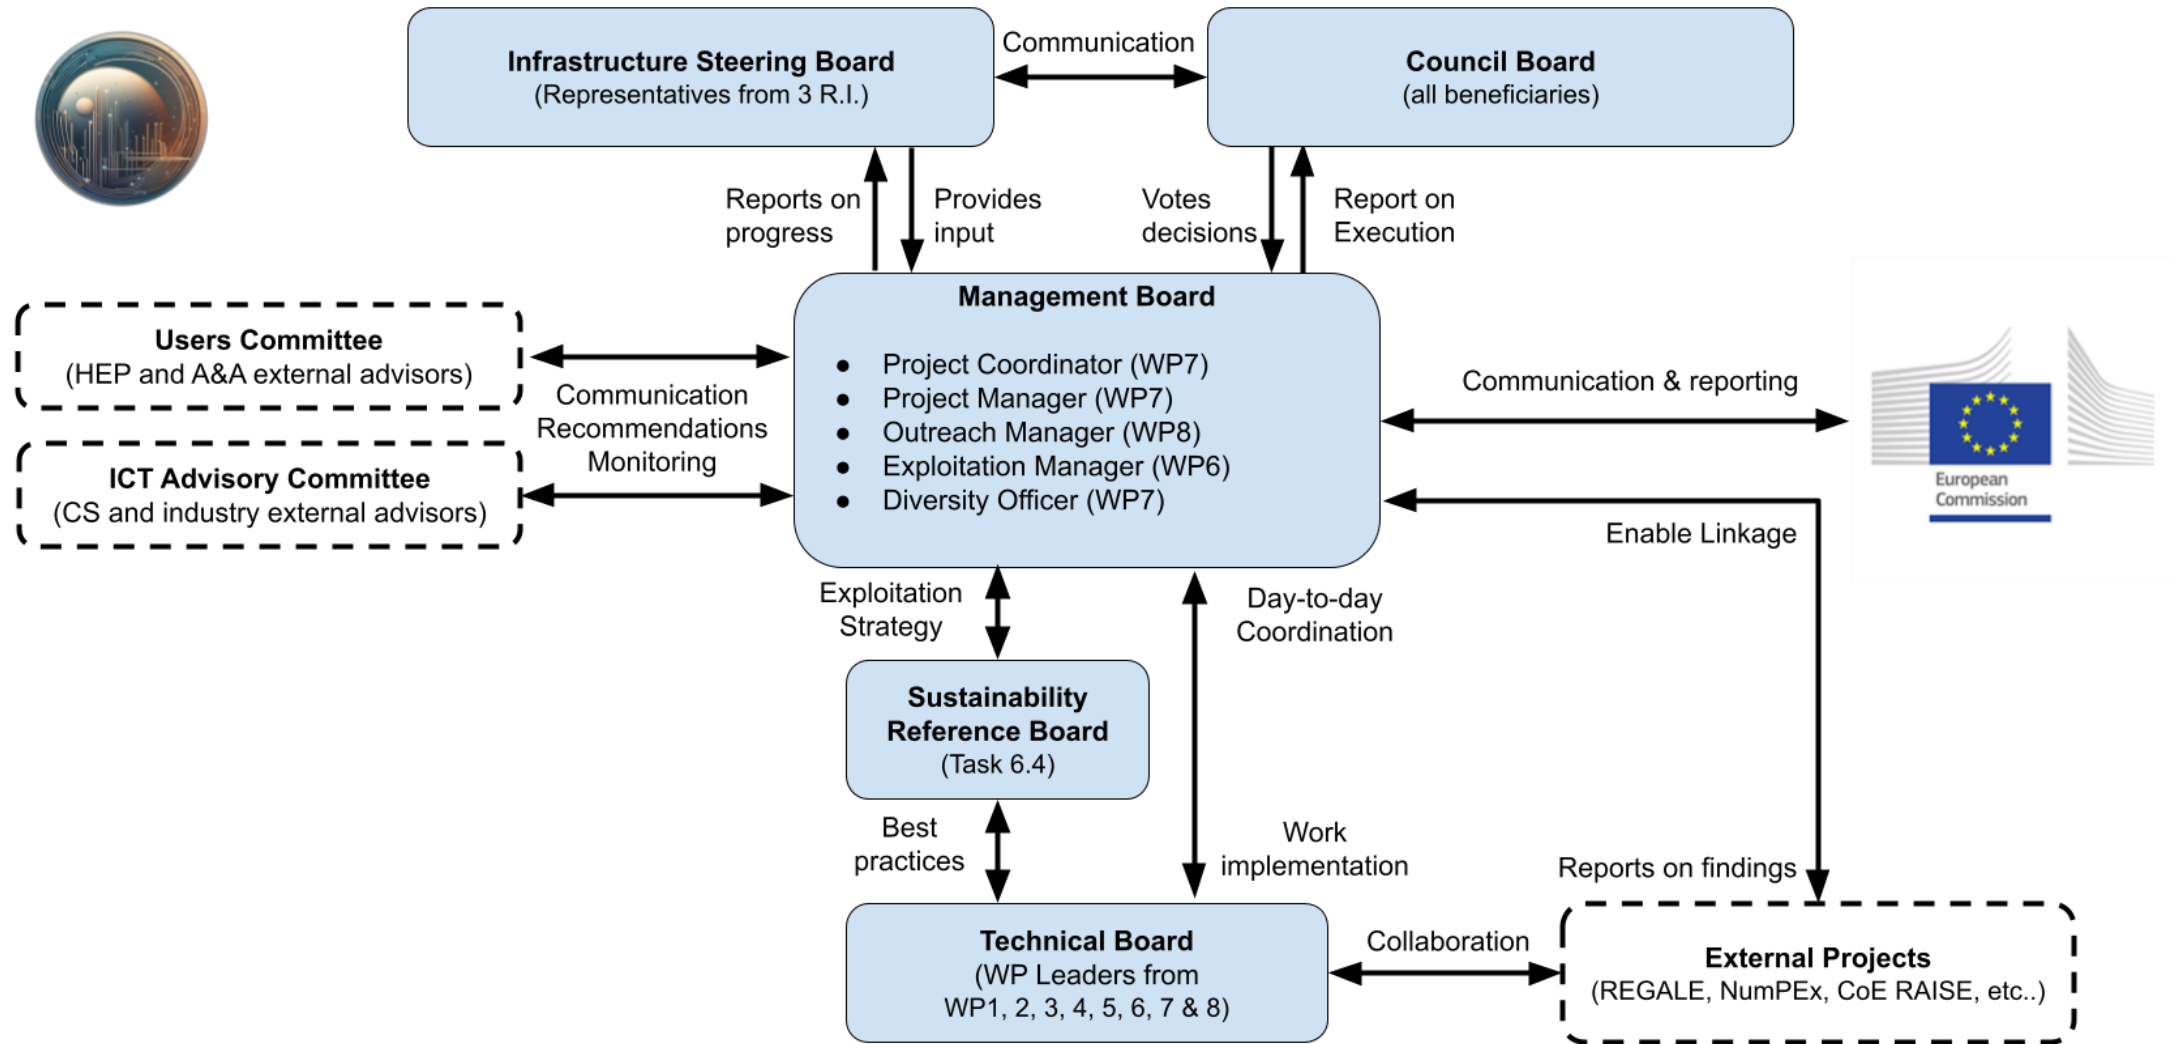 Infrastructure Steering Board
(Representatives from 3 R.I.)
Communication
Council Board
(all beneficiaries)
Reports on
progress
Provides
input
Votes
decisions
Report on
Execution
Management Board
● Project Coordinator (WP7)
● Project Manager (WP7)
● Outreach Manager (WP8)
● Exploitation Manager (WP6)
● Diversity Officer (WP7)
Users Committee
(HEP and A&A external advisors)
Communication
Recommendations
Monitoring
ICT Advisory Committee
(CS and industry external advisors)
Communication & reporting
European
Commission
Enable Linkage
Exploitation
Strategy
Day-to-day
Coordination
Sustainability
Reference Board
(Task 6.4)
Best
practices
Work
implementation
Reports on findings
Technical Board
(WP Leaders from
WP1, 2, 3, 4, 5, 6, 7 & 8)
Collaboration
External Projects
(REGALE, NumPEx, CoE RAISE, etc..)